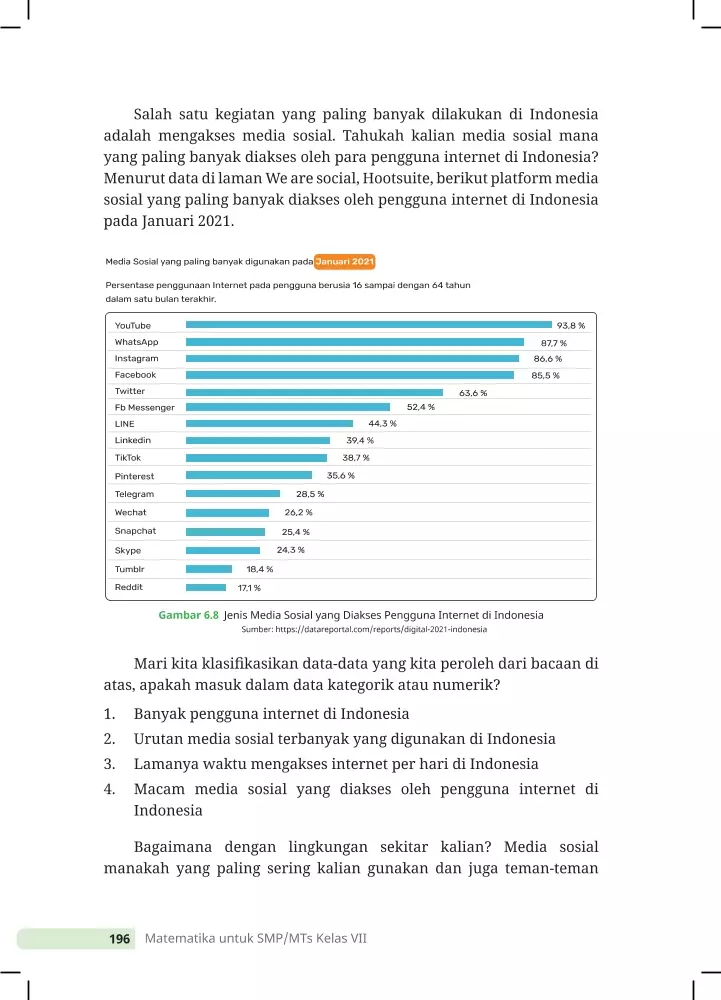 Salah satu kegiatan yang paling banyak dilakukan di Indonesia
adalah mengakses media sosial. Tahukah kalian media sosial mana
yang paling banyak diakses oleh para pengguna internet di Indonesia?
Menurut data di laman We are social, Hootsuite, berikut platform media
sosial yang paling banyak diakses oleh pengguna internet di Indonesia
pada Januari 2021.
Media Sosial yang paling banyak digunakan pada Januari 2021
Persentase penggunaan Internet pada pengguna berusia 16 sampai dengan 64 tahun
dalam satu bulan terakhir.
YouTube 93,8 %
WhatsApp 87,7 %
Instagram 86,6 %
Facebook 85,5 %
Twitter 63,6 %
Fb Messenger 52,4 %
LINE 44,3 %
Linkedin 39,4 %
TikTok 38,7 %
Pinterest 35,6 %
Telegram 28,5 %
Wechat 26,2 %
Snapchat 25,4 %
Skype 24,3 %
Tumblr 18,4 %
Reddit 17,1 %
Gambar 6.8 Jenis Media Sosial yang Diakses Pengguna Internet di Indonesia
Sumber: https://datareportal.com/reports/digital-2021-indonesia
Mari kita klasifikasikan data-data yang kita peroleh dari bacaan di
atas, apakah masuk dalam data kategorik atau numerik?
1. Banyak pengguna internet di Indonesia
2. Urutan media sosial terbanyak yang digunakan di Indonesia
3. Lamanya waktu mengakses internet per hari di Indonesia
4. Macam media sosial yang diakses oleh pengguna internet di
Indonesia
Bagaimana dengan lingkungan sekitar kalian? Media sosial
manakah yang paling sering kalian gunakan dan juga teman-teman
196 Matematika untuk SMP/MTs Kelas VII